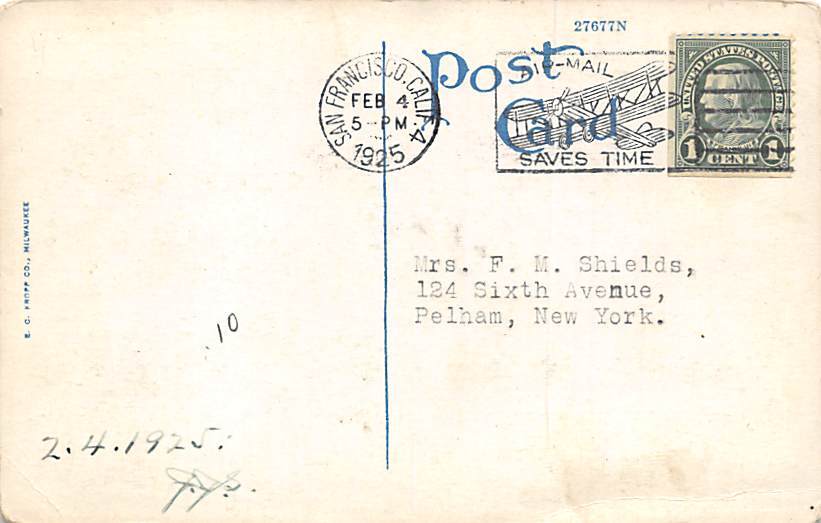 27677N
Post
Card
SAN FRANCISCO, CALIF. 4
FEB 4
5-PM
1925
AIR-MAIL
SAVES TIME
UNITED STATES POSTAGE
1 CENT 1
Mrs. F. M. Shields,
124 Sixth Avenue,
Pelham, New York.
E. C. KROPP CO., MILWAUKEE
10
2.4.1925.